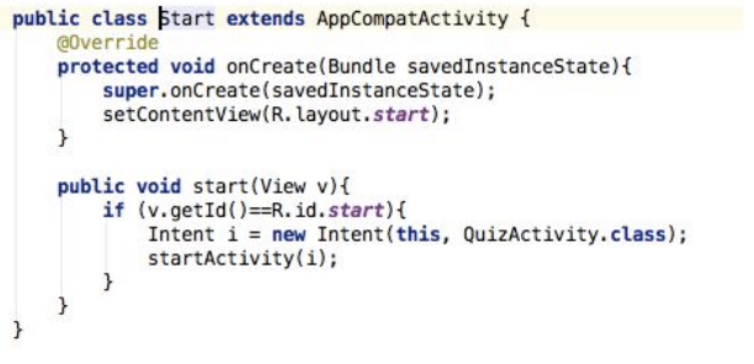 public class Start extends AppCompatActivity {
    @Override
    protected void onCreate(Bundle savedInstanceState){
        super.onCreate(savedInstanceState);
        setContentView(R.layout.start);
    }

    public void start(View v){
        if (v.getId()==R.id.start){
            Intent i = new Intent(this, QuizActivity.class);
            startActivity(i);
        }
    }
}